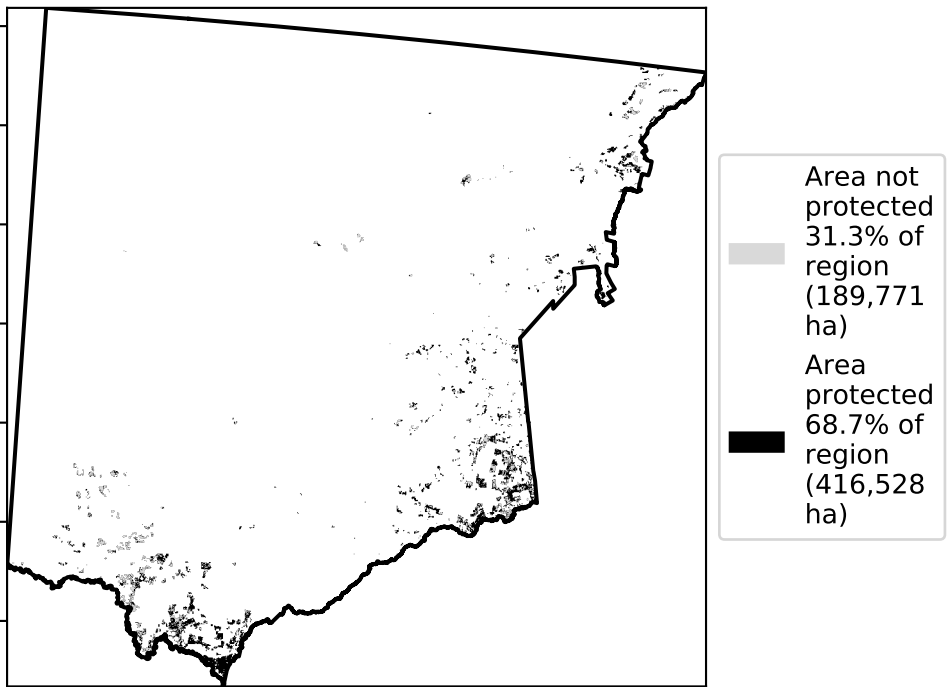 Area not
protected
31.3% of
region
(189,771
ha)
Area
protected
68.7% of
region
(416,528
ha)